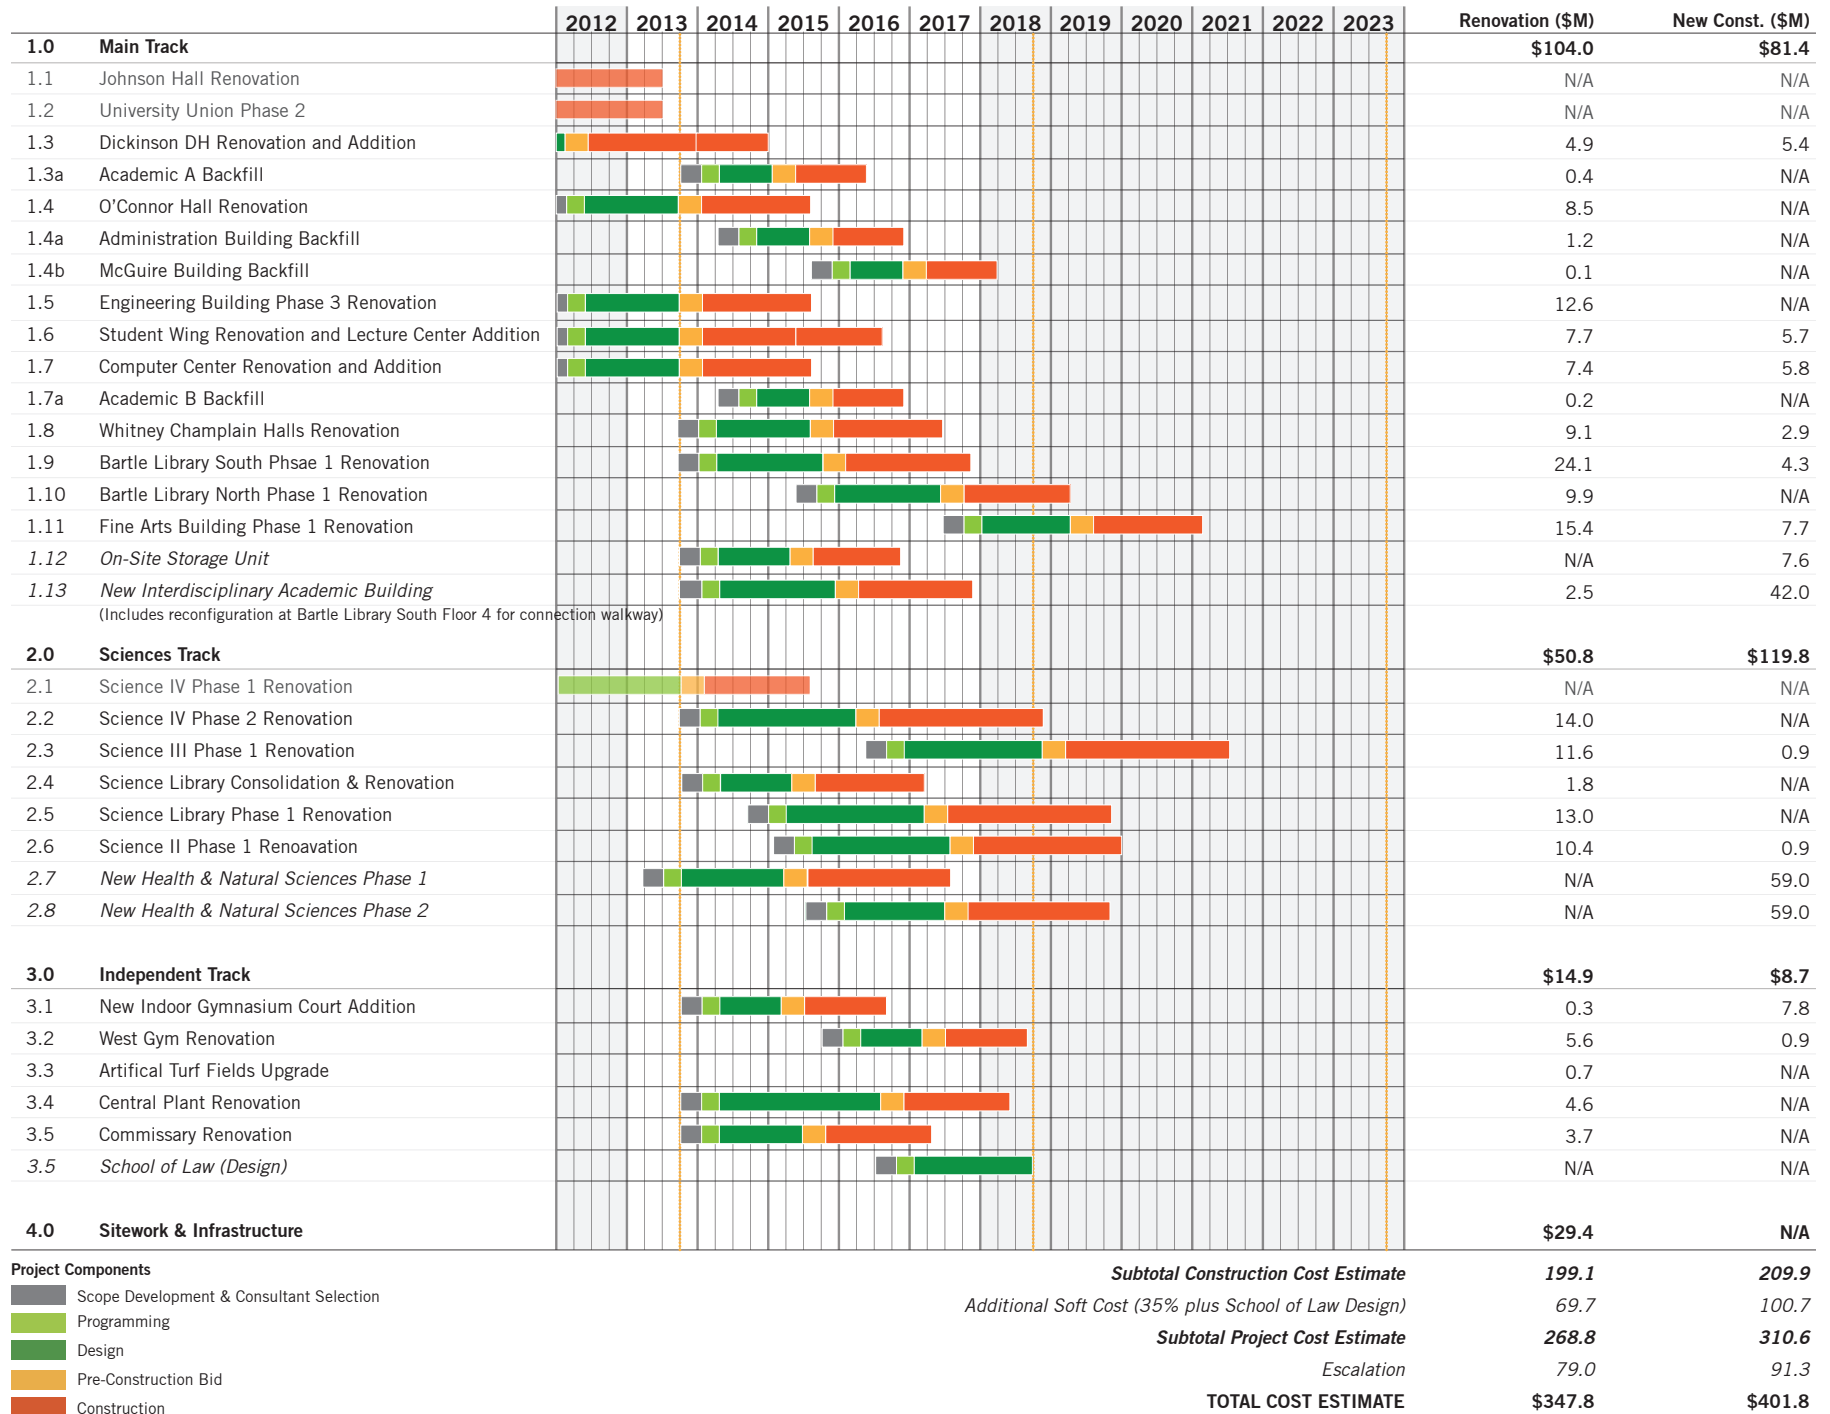 2012 2013 2014 2015 2016 2017 2018 2019 2020 2021 2022 2023 Renovation ($M) New Const. ($M)
1.0 Main Track $104.0 $81.4
1.1 Johnson Hall Renovation N/A N/A
1.2 University Union Phase 2 N/A N/A
1.3 Dickinson DH Renovation and Addition 4.9 5.4
1.3a Academic A Backfill 0.4 N/A
1.4 O’Connor Hall Renovation 8.5 N/A
1.4a Administration Building Backfill 1.2 N/A
1.4b McGuire Building Backfill 0.1 N/A
1.5 Engineering Building Phase 3 Renovation 12.6 N/A
1.6 Student Wing Renovation and Lecture Center Addition 7.7 5.7
1.7 Computer Center Renovation and Addition 7.4 5.8
1.7a Academic B Backfill 0.2 N/A
1.8 Whitney Champlain Halls Renovation 9.1 2.9
1.9 Bartle Library South Phsae 1 Renovation 24.1 4.3
1.10 Bartle Library North Phase 1 Renovation 9.9 N/A
1.11 Fine Arts Building Phase 1 Renovation 15.4 7.7
1.12 On-Site Storage Unit N/A 7.6
1.13 New Interdisciplinary Academic Building 2.5 42.0
(Includes reconfiguration at Bartle Library South Floor 4 for connection walkway)
2.0 Sciences Track $50.8 $119.8
2.1 Science IV Phase 1 Renovation N/A N/A
2.2 Science IV Phase 2 Renovation 14.0 N/A
2.3 Science III Phase 1 Renovation 11.6 0.9
2.4 Science Library Consolidation & Renovation 1.8 N/A
2.5 Science Library Phase 1 Renovation 13.0 N/A
2.6 Science II Phase 1 Renoavation 10.4 0.9
2.7 New Health & Natural Sciences Phase 1 N/A 59.0
2.8 New Health & Natural Sciences Phase 2 N/A 59.0
3.0 Independent Track $14.9 $8.7
3.1 New Indoor Gymnasium Court Addition 0.3 7.8
3.2 West Gym Renovation 5.6 0.9
3.3 Artifical Turf Fields Upgrade 0.7 N/A
3.4 Central Plant Renovation 4.6 N/A
3.5 Commissary Renovation 3.7 N/A
3.5 School of Law (Design) N/A N/A
4.0 Sitework & Infrastructure $29.4 N/A
Project Components
Scope Development & Consultant Selection
Programming
Design
Pre-Construction Bid
Construction
Subtotal Construction Cost Estimate 199.1 209.9
Additional Soft Cost (35% plus School of Law Design) 69.7 100.7
Subtotal Project Cost Estimate 268.8 310.6
Escalation 79.0 91.3
TOTAL COST ESTIMATE $347.8 $401.8